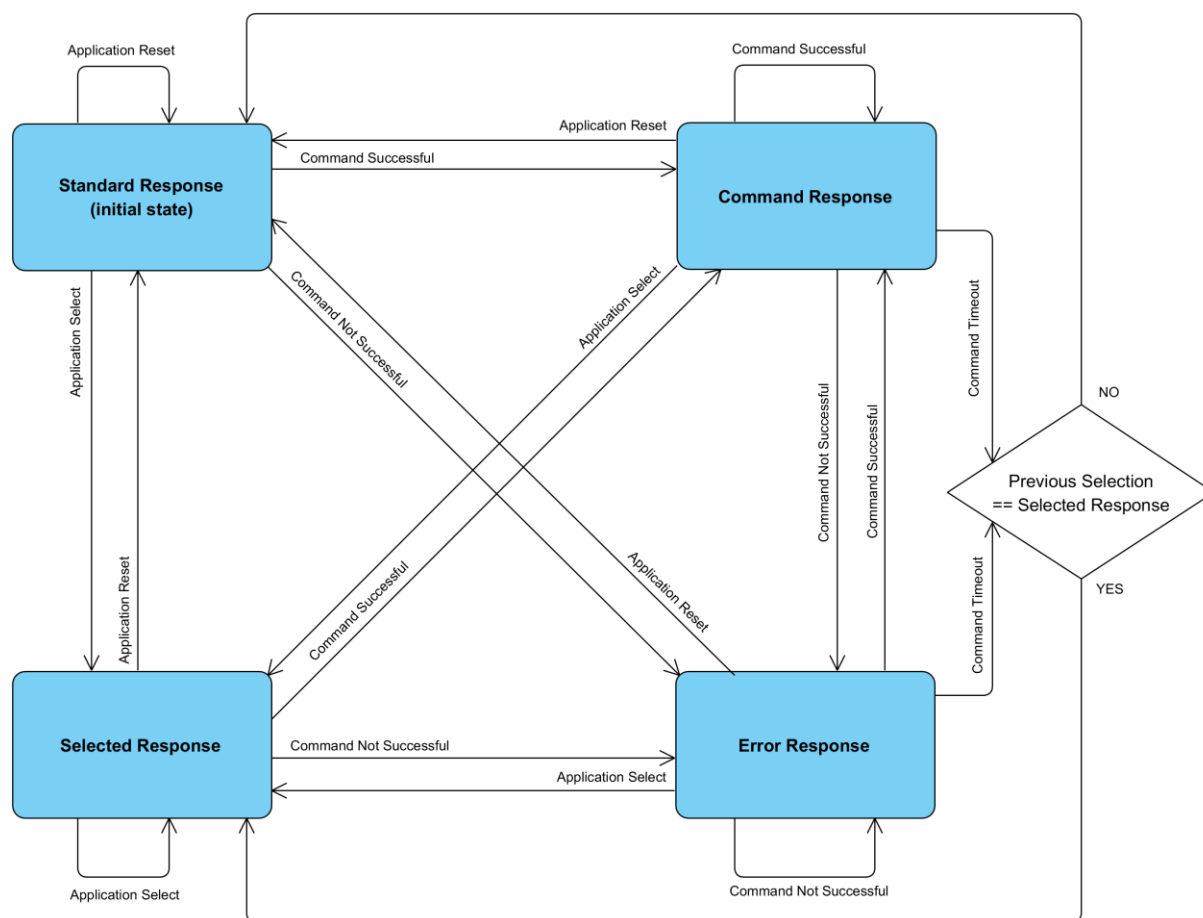 Application Reset
Command Successful
Application Reset
Command Successful
Standard Response
(initial state)
Command Response
Application Select
Command Not Successful
Application Select
Command Timeout
NO
Command Not Successful
Command Successful
Previous Selection
== Selected Response
Application Reset
Command Successful
Application Reset
Command Timeout
YES
Selected Response
Command Not Successful
Application Select
Error Response
Application Select
Command Not Successful